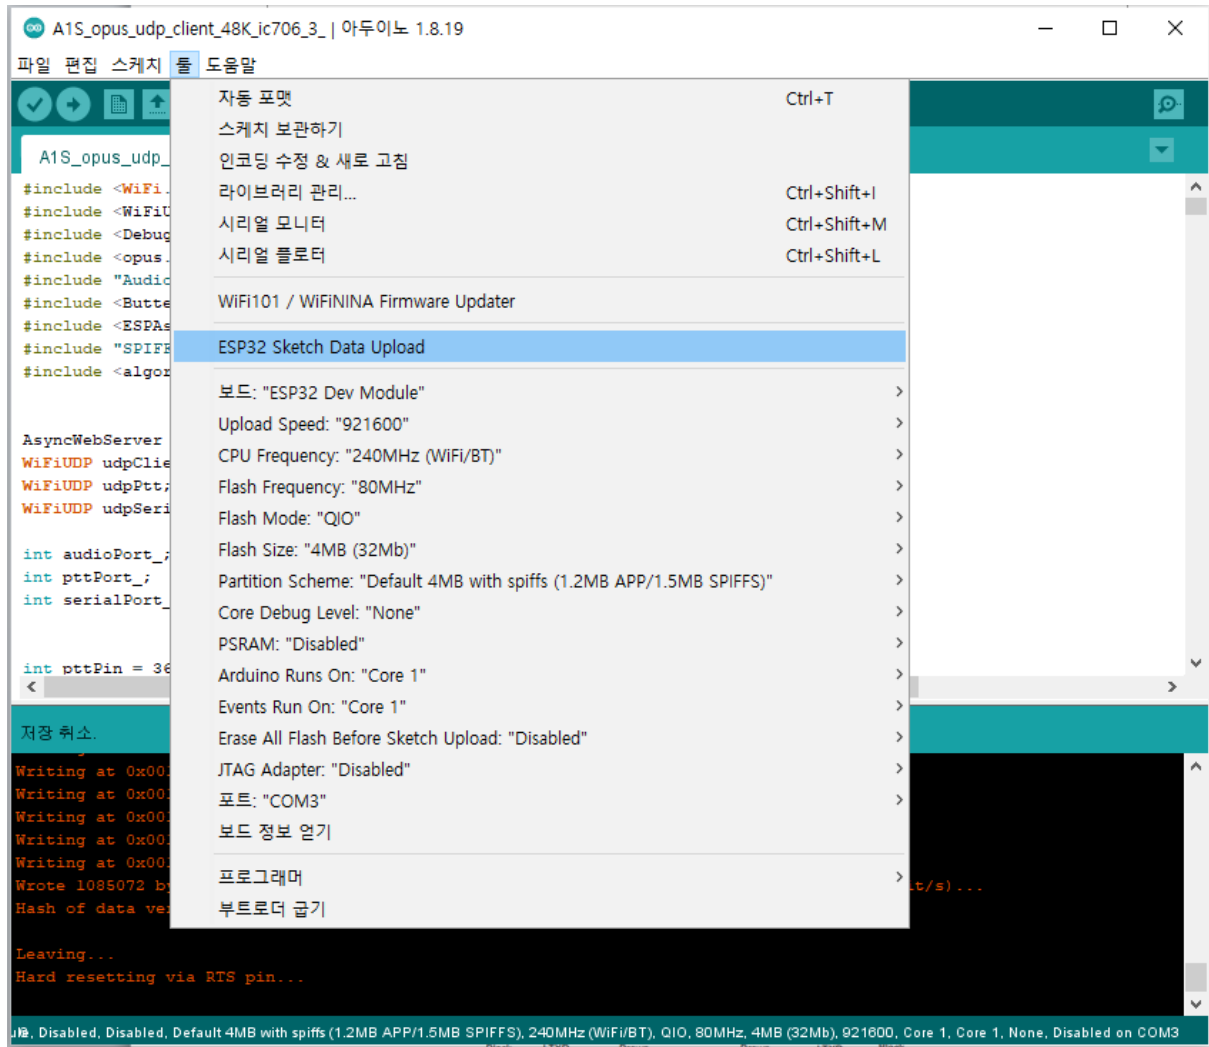 A1S_opus_udp_client_48K_ic706_3_ | 아두이노 1.8.19
파일 편집 스케치 툴 도움말
자동 포맷 Ctrl+T
스케치 보관하기
A1S_opus_udp_
인코딩 수정 & 새로 고침
#include <WiFi.
라이브러리 관리... Ctrl+Shift+I
#include <WiFiU
시리얼 모니터 Ctrl+Shift+M
#include <Debug
#include <opus.
시리얼 플로터 Ctrl+Shift+L
#include "Audio
#include <Butte
WiFi101 / WiFiNINA Firmware Updater
#include <ESPAs
#include "SPIFF
ESP32 Sketch Data Upload
#include <algor
보드: "ESP32 Dev Module"
Upload Speed: "921600"
AsyncWebServer
CPU Frequency: "240MHz (WiFi/BT)"
WiFiUDP udpClie
WiFiUDP udpPtt;
Flash Frequency: "80MHz"
WiFiUDP udpSeri
Flash Mode: "QIO"
int audioPort_;
Flash Size: "4MB (32Mb)"
int pttPort_;
Partition Scheme: "Default 4MB with spiffs (1.2MB APP/1.5MB SPIFFS)"
int serialPort_
Core Debug Level: "None"
PSRAM: "Disabled"
int pttPin = 36
Arduino Runs On: "Core 1"
Events Run On: "Core 1"
저장 취소.
Erase All Flash Before Sketch Upload: "Disabled"
Writing at 0x00
JTAG Adapter: "Disabled"
Writing at 0x00
포트: "COM3"
Writing at 0x00
보드 정보 얻기
Writing at 0x00
Writing at 0x00
프로그래머
Wrote 1085072 by
it/s)...
Hash of data ve
부트로더 굽기
Leaving...
Hard resetting via RTS pin...
Disabled, Disabled, Default 4MB with spiffs (1.2MB APP/1.5MB SPIFFS), 240MHz (WiFi/BT), QIO, 80MHz, 4MB (32Mb), 921600, Core 1, Core 1, None, Disabled on COM3